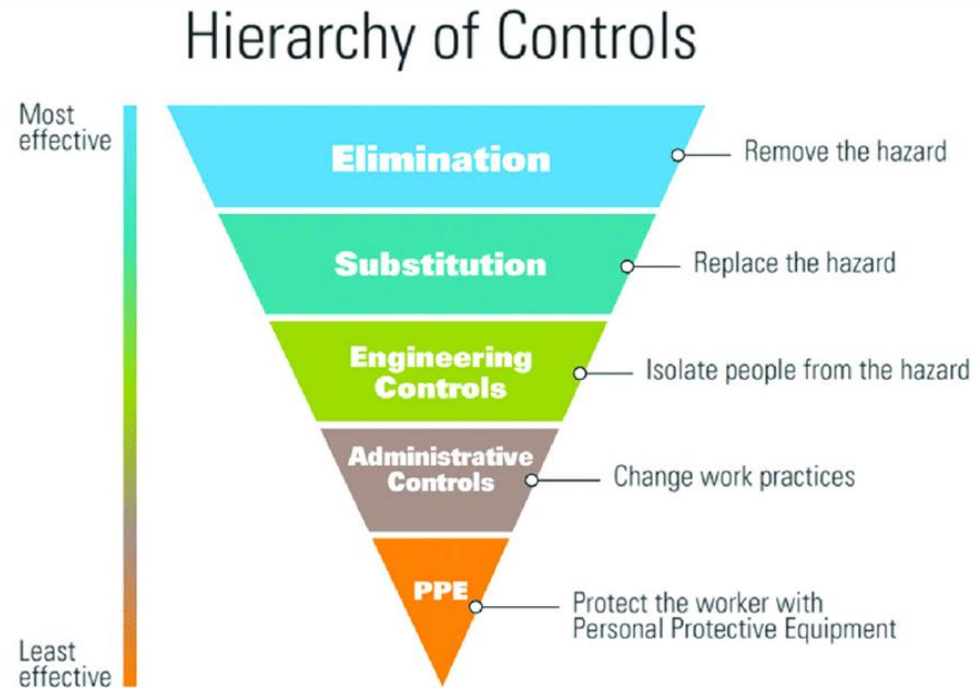 Hierarchy of Controls
Most
effective
Elimination
Remove the hazard
Substitution
Replace the hazard
Engineering
Controls
Isolate people from the hazard
Administrative
Controls
Change work practices
PPE
Protect the worker with
Personal Protective Equipment
Least
effective